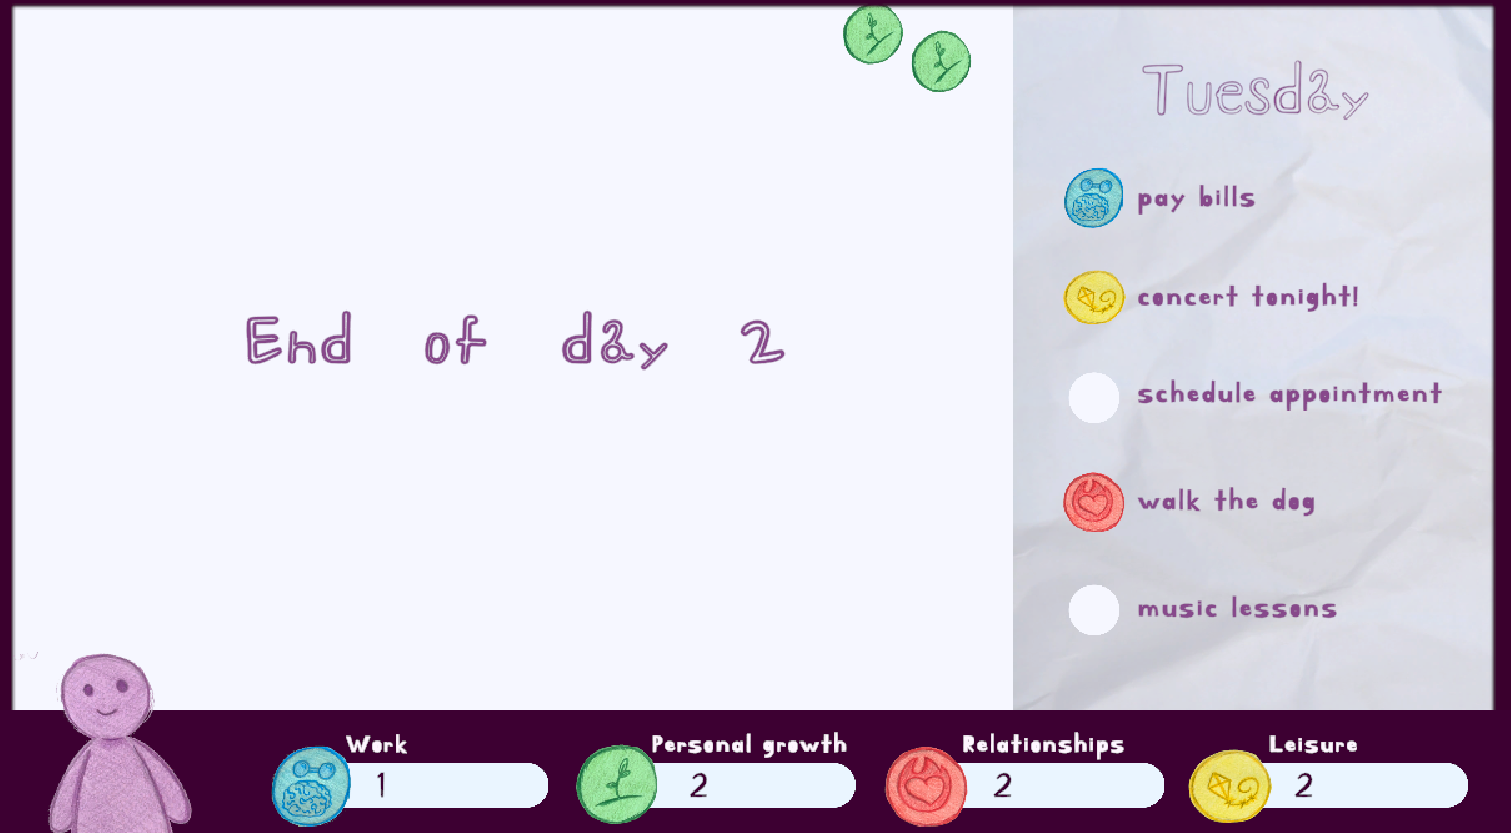 Tuesday
pay bills
concert tonight!
schedule appointment
walk the dog
music lessons
End of day 2
Work
1
Personal growth
2
Relationships
2
Leisure
2